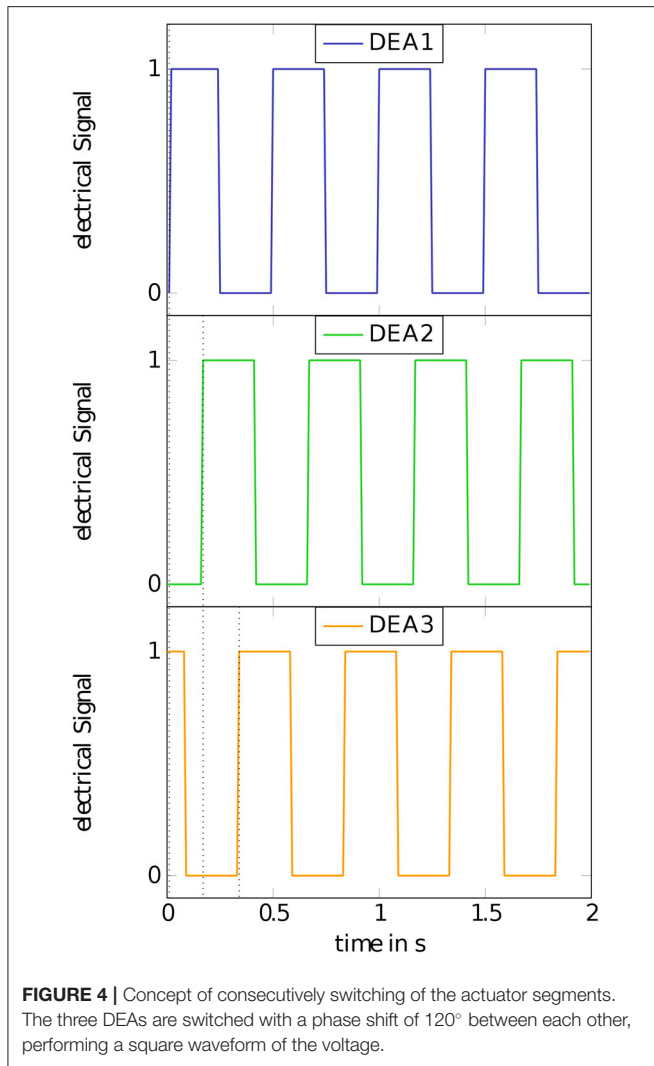 DEA1
1
electrical Signal
0
DEA2
1
electrical Signal
0
DEA3
1
electrical Signal
0
0 0.5 1 1.5 2
time in s
FIGURE 4 | Concept of consecutively switching of the actuator segments.
The three DEAs are switched with a phase shift of 120° between each other,
performing a square waveform of the voltage.